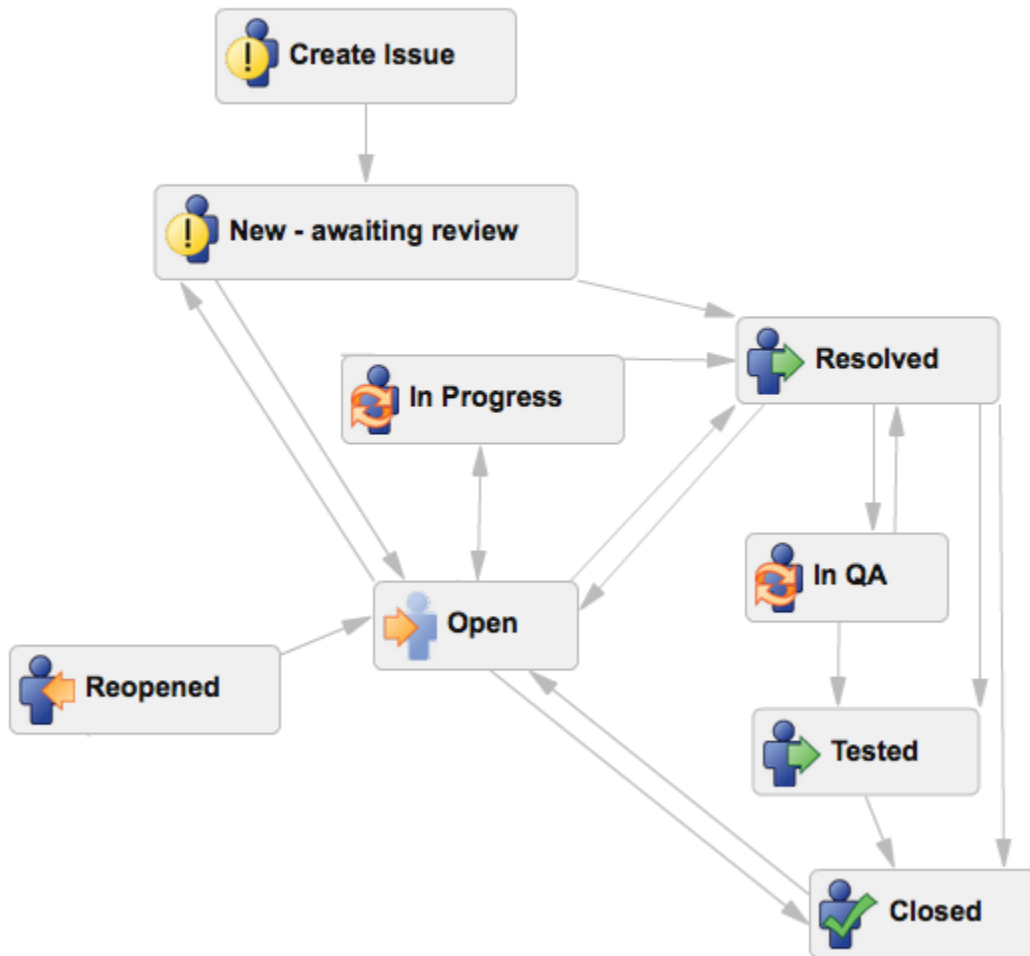 Create Issue
New - awaiting review
Resolved
In Progress
In QA
Open
Reopened
Tested
Closed